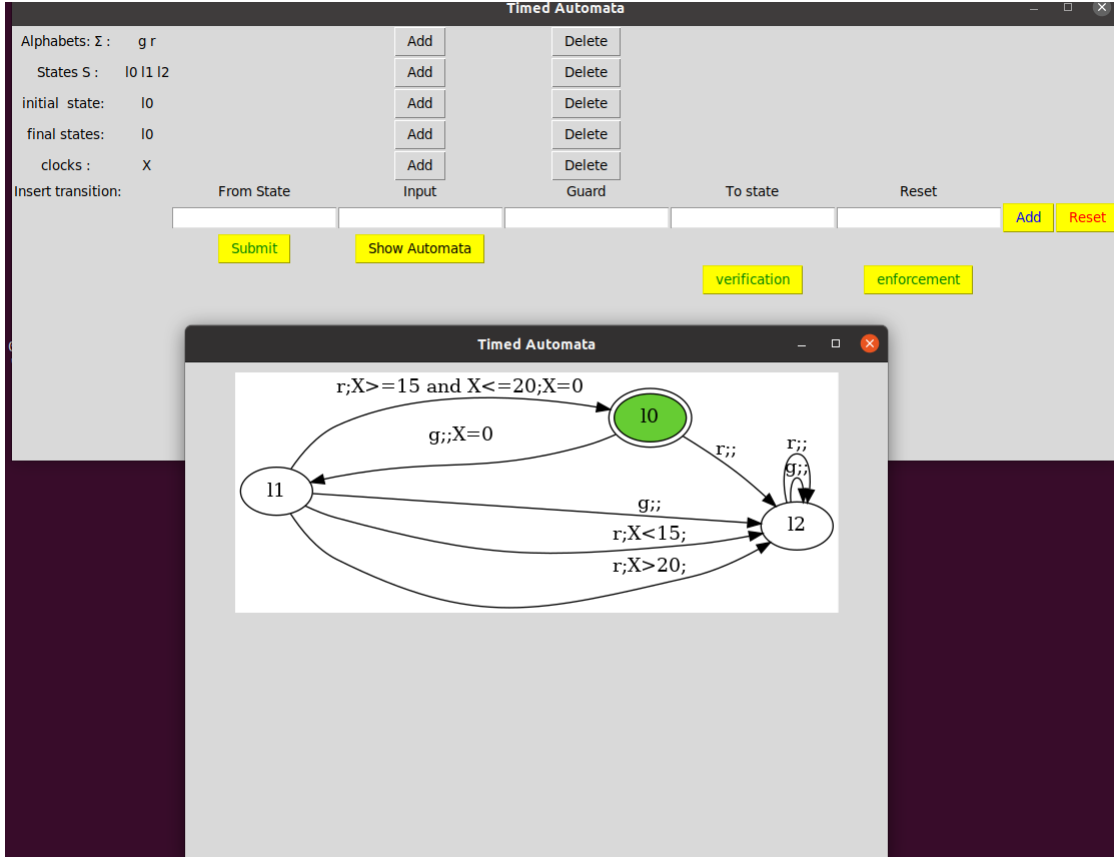 Timed Automata
Alphabets: Σ : g r Add Delete
States S : l0 l1 l2 Add Delete
initial state: l0 Add Delete
final states: l0 Add Delete
clocks : X Add Delete
Insert transition: From State Input Guard To state Reset
Add Reset
Submit Show Automata
verification enforcement
Timed Automata
r;X>=15 and X<=20;X=0
l0
g;;X=0
r;;
r;;
g;;
l1
g;;
l2
r;X<15;
r;X>20;